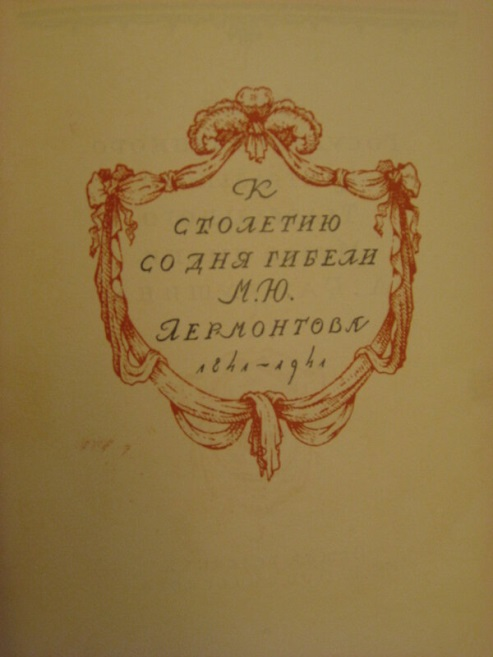 К
СТОЛЕТИЮ
СО ДНЯ ГИБЕЛИ
М.Ю.
ЛЕРМОНТОВА
1841–1941